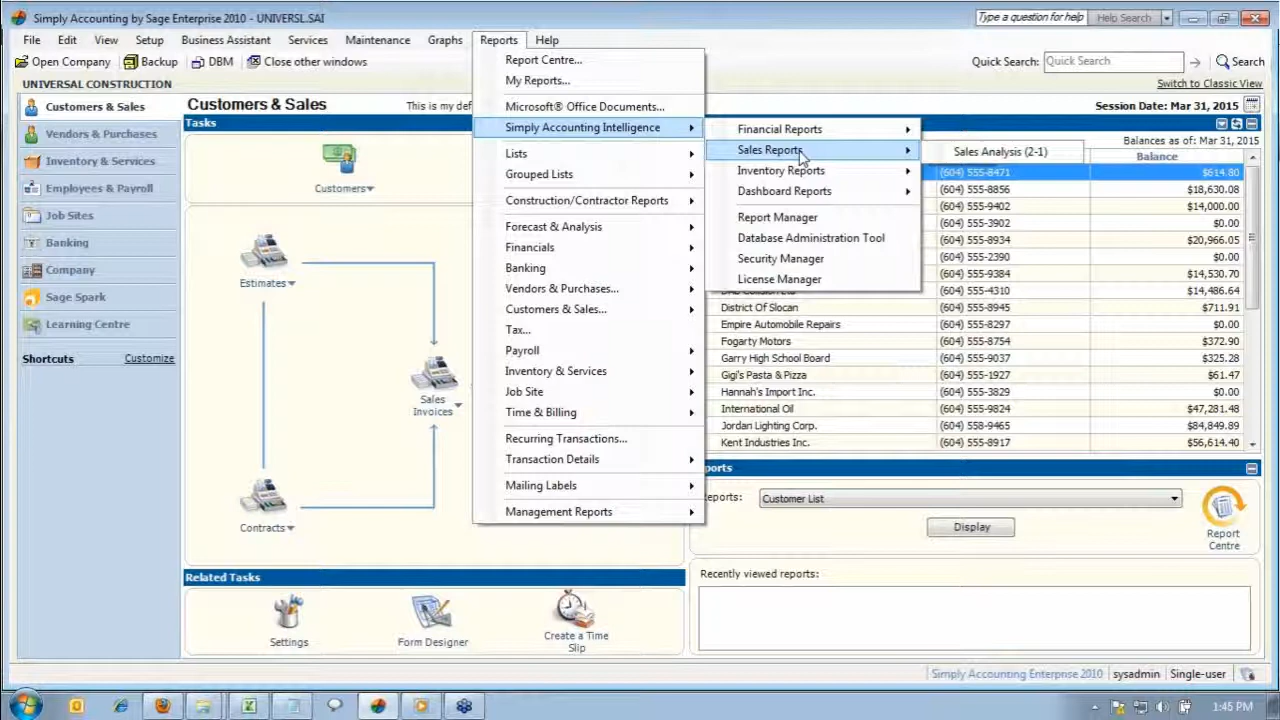 Simply Accounting by Sage Enterprise 2010 - UNIVERSL.SAI
Type a question for help
Help Search
File Edit View Setup Business Assistant Services Maintenance Graphs Reports Help
Open Company Backup DBM Close other windows
Quick Search: Quick Search Search
UNIVERSAL CONSTRUCTION
Switch to Classic View
Customers & Sales
Vendors & Purchases
Inventory & Services
Employees & Payroll
Job Sites
Banking
Company
Sage Spark
Learning Centre
Shortcuts Customize
Customers & Sales
This is my def
Session Date: Mar 31, 2015
Tasks
Customers
Estimates
Sales
Invoices
Contracts
Related Tasks
Settings
Form Designer
Create a Time
Slip
Report Centre...
My Reports...
Microsoft® Office Documents...
Simply Accounting Intelligence
Lists
Grouped Lists
Construction/Contractor Reports
Forecast & Analysis
Financials
Banking
Vendors & Purchases...
Customers & Sales...
Tax...
Payroll
Inventory & Services
Job Site
Time & Billing
Recurring Transactions...
Transaction Details
Mailing Labels
Management Reports
Financial Reports
Sales Reports
Inventory Reports
Dashboard Reports
Report Manager
Database Administration Tool
Security Manager
License Manager
Sales Analysis (2-1)
Balances as of: Mar 31, 2015
Balance
(604) 555-8471 $614.80
(604) 555-8856 $18,630.08
(604) 555-9402 $14,000.00
(604) 555-3902 $0.00
(604) 555-8934 $20,966.05
(604) 555-2390 $0.00
(604) 555-9384 $14,530.70
(604) 555-4310 $14,486.64
District Of Slocan (604) 555-8945 $711.91
Empire Automobile Repairs (604) 555-8297 $0.00
Fogarty Motors (604) 555-8754 $372.90
Garry High School Board (604) 555-9037 $325.28
Gigi's Pasta & Pizza (604) 555-1927 $61.47
Hannah's Import Inc. (604) 555-3829 $0.00
International Oil (604) 555-9824 $47,281.48
Jordan Lighting Corp. (604) 558-9465 $84,849.89
Kent Industries Inc. (604) 555-8917 $56,614.40
ports
eports: Customer List
Display
Report
Centre
Recently viewed reports:
Simply Accounting Enterprise 2010 sysadmin Single-user
1:45 PM